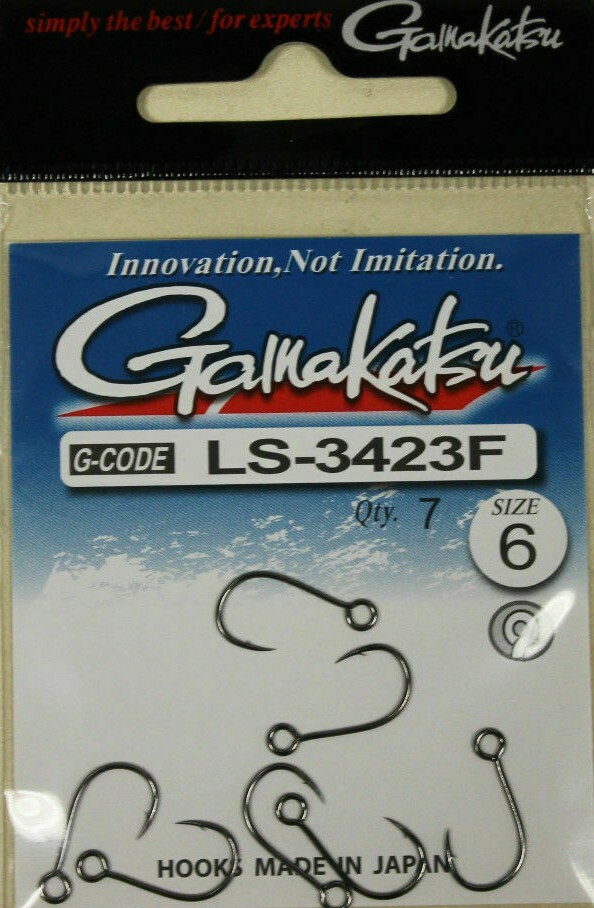 simply the best / for experts
Gamakatsu
Innovation,Not Imitation.
Gamakatsu®
G-CODE LS-3423F
Qty. 7
SIZE
6
HOOKS MADE IN JAPAN